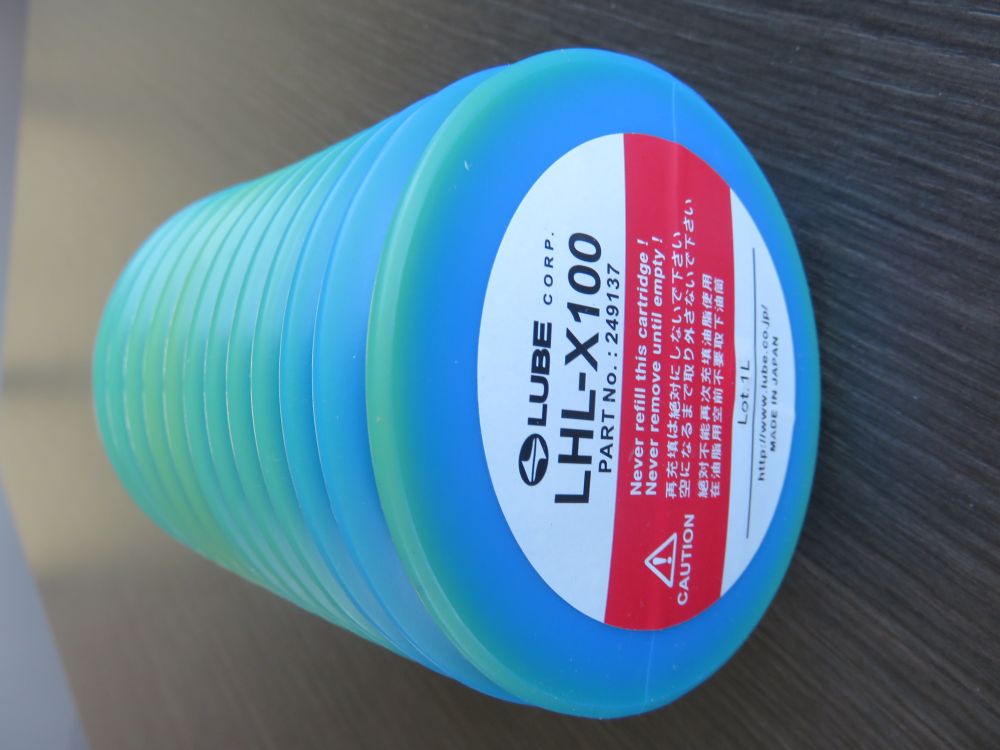 LUBE CORP.
LHL-X100
PART No.: 249137
CAUTION
Never refill this cartridge!
Never remove until empty!
再充填は絶対にしないで下さい
空になるまで取り外さないで下さい
絕対不能再次充填油脂使用
在油脂用空前不要取下油筒
Lot. 1L
http://www.lube.co.jp/
MADE IN JAPAN